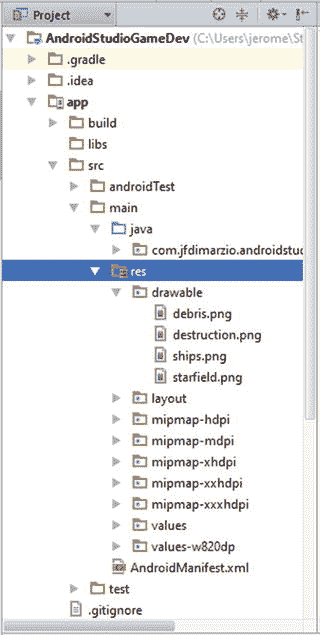 Project
AndroidStudioGameDev (C:\Users\jerome\St
.gradle
.idea
app
build
libs
src
androidTest
main
java
com.jfdimarzio.androidstu
res
drawable
debris.png
destruction.png
ships.png
starfield.png
layout
mipmap-hdpi
mipmap-mdpi
mipmap-xhdpi
mipmap-xxhdpi
mipmap-xxxhdpi
values
values-w820dp
AndroidManifest.xml
test
.gitignore